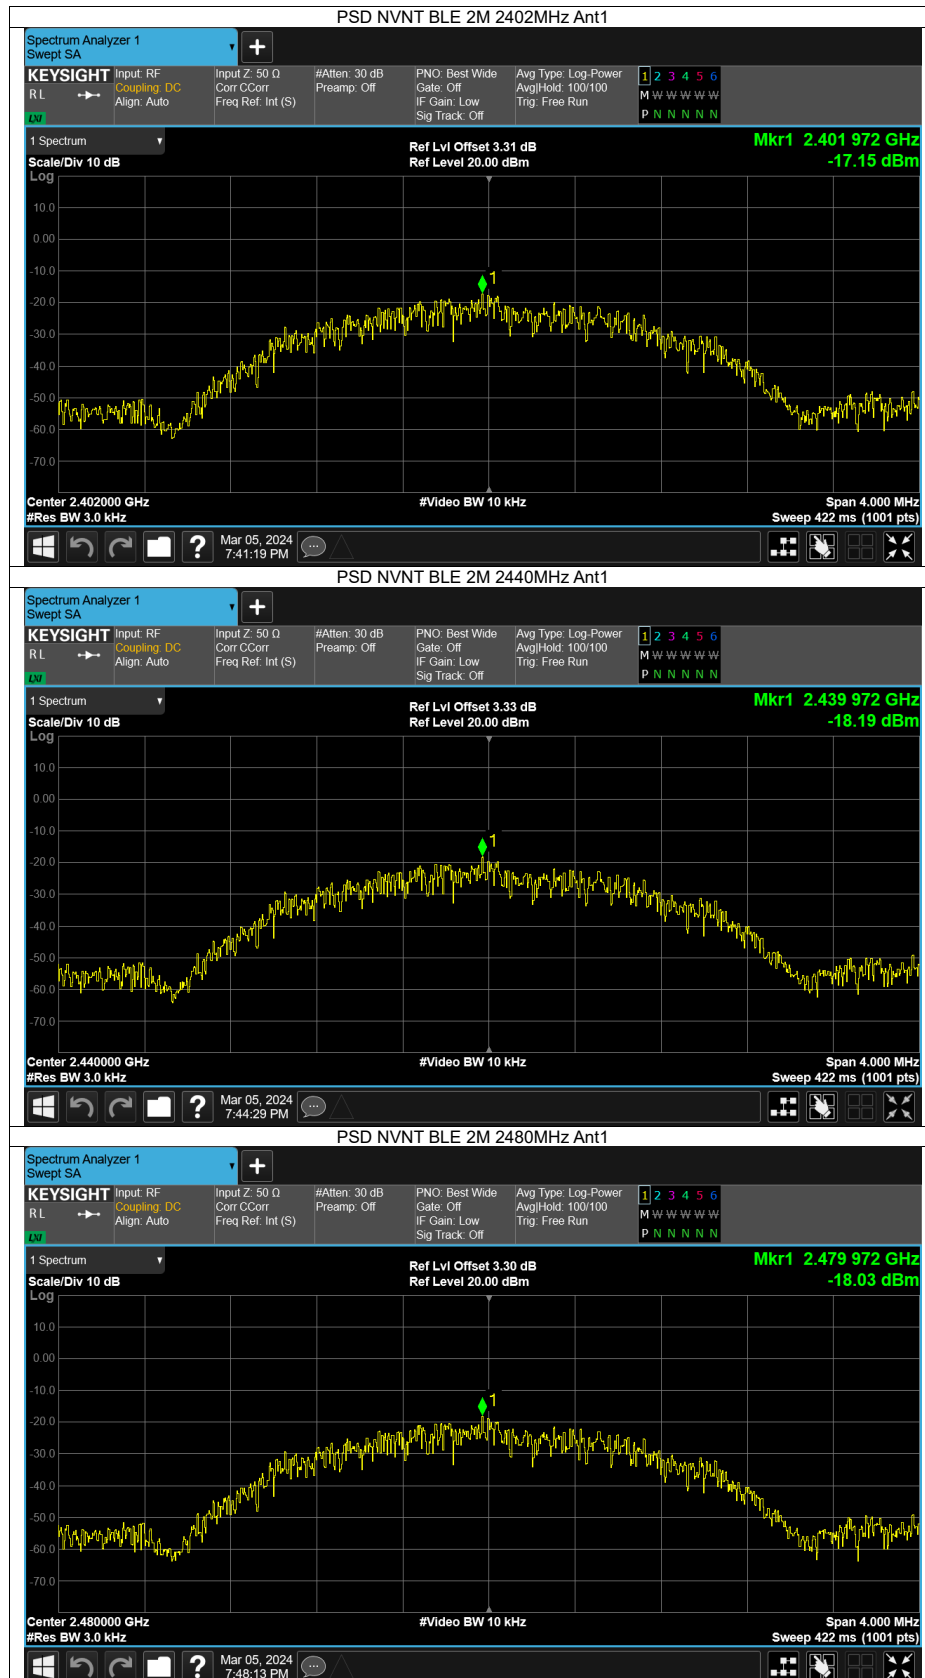 PSD NVNT BLE 2M 2402MHz Ant1
Spectrum Analyzer 1
Swept SA
KEYSIGHT
R L
LXI
Input: RF
Coupling: DC
Align: Auto
Input Z: 50 Ω
Corr CCorr
Freq Ref: Int (S)
#Atten: 30 dB
Preamp: Off
PNO: Best Wide
Gate: Off
IF Gain: Low
Sig Track: Off
Avg Type: Log-Power
Avg|Hold: 100/100
Trig: Free Run
1 2 3 4 5 6
M W W W W W
P N N N N N
1 Spectrum
Scale/Div 10 dB
Ref Lvl Offset 3.31 dB
Ref Level 20.00 dBm
Mkr1 2.401 972 GHz
-17.15 dBm
Log
10.0
0.00
-10.0
-20.0
-30.0
-40.0
-50.0
-60.0
-70.0
1
Center 2.402000 GHz
#Res BW 3.0 kHz
#Video BW 10 kHz
Span 4.000 MHz
Sweep 422 ms (1001 pts)
?
Mar 05, 2024
7:41:19 PM
PSD NVNT BLE 2M 2440MHz Ant1
Spectrum Analyzer 1
Swept SA
KEYSIGHT
R L
LXI
Input: RF
Coupling: DC
Align: Auto
Input Z: 50 Ω
Corr CCorr
Freq Ref: Int (S)
#Atten: 30 dB
Preamp: Off
PNO: Best Wide
Gate: Off
IF Gain: Low
Sig Track: Off
Avg Type: Log-Power
Avg|Hold: 100/100
Trig: Free Run
1 2 3 4 5 6
M W W W W W
P N N N N N
1 Spectrum
Scale/Div 10 dB
Ref Lvl Offset 3.33 dB
Ref Level 20.00 dBm
Mkr1 2.439 972 GHz
-18.19 dBm
Log
10.0
0.00
-10.0
-20.0
-30.0
-40.0
-50.0
-60.0
-70.0
1
Center 2.440000 GHz
#Res BW 3.0 kHz
#Video BW 10 kHz
Span 4.000 MHz
Sweep 422 ms (1001 pts)
?
Mar 05, 2024
7:44:29 PM
PSD NVNT BLE 2M 2480MHz Ant1
Spectrum Analyzer 1
Swept SA
KEYSIGHT
R L
LXI
Input: RF
Coupling: DC
Align: Auto
Input Z: 50 Ω
Corr CCorr
Freq Ref: Int (S)
#Atten: 30 dB
Preamp: Off
PNO: Best Wide
Gate: Off
IF Gain: Low
Sig Track: Off
Avg Type: Log-Power
Avg|Hold: 100/100
Trig: Free Run
1 2 3 4 5 6
M W W W W W
P N N N N N
1 Spectrum
Scale/Div 10 dB
Ref Lvl Offset 3.30 dB
Ref Level 20.00 dBm
Mkr1 2.479 972 GHz
-18.03 dBm
Log
10.0
0.00
-10.0
-20.0
-30.0
-40.0
-50.0
-60.0
-70.0
1
Center 2.480000 GHz
#Res BW 3.0 kHz
#Video BW 10 kHz
Span 4.000 MHz
Sweep 422 ms (1001 pts)
?
Mar 05, 2024
7:48:13 PM